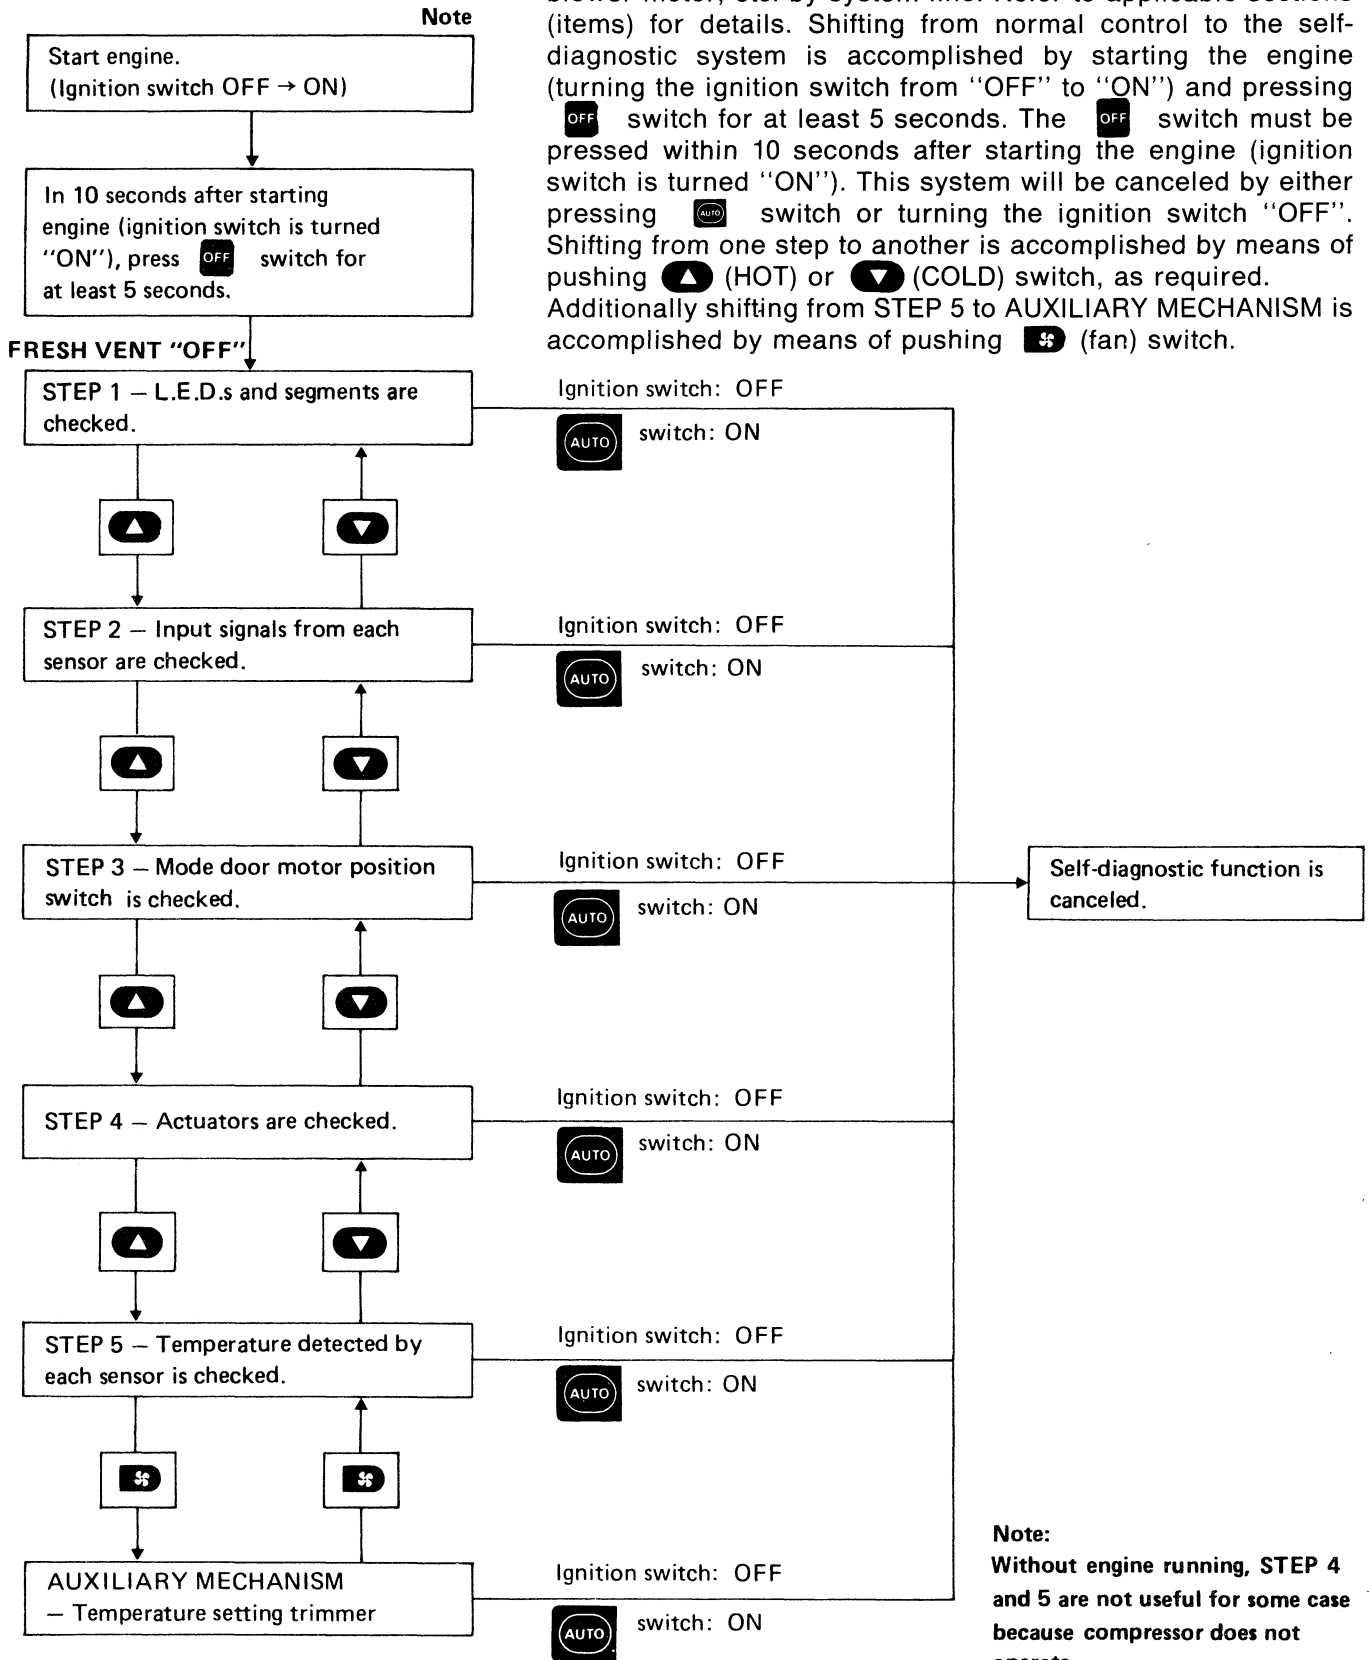 Note
Start engine.
(Ignition switch OFF → ON)
In 10 seconds after starting
engine (ignition switch is turned
"ON"), press OFF switch for
at least 5 seconds.
(items) for details. Shifting from normal control to the self-
diagnostic system is accomplished by starting the engine
(turning the ignition switch from "OFF" to "ON") and pressing
OFF switch for at least 5 seconds. The OFF switch must be
pressed within 10 seconds after starting the engine (ignition
switch is turned "ON"). This system will be canceled by either
pressing AUTO switch or turning the ignition switch "OFF".
Shifting from one step to another is accomplished by means of
pushing (HOT) or (COLD) switch, as required.
Additionally shifting from STEP 5 to AUXILIARY MECHANISM is
accomplished by means of pushing (fan) switch.
FRESH VENT "OFF"
STEP 1 – L.E.D.s and segments are
checked.
Ignition switch: OFF
AUTO switch: ON
STEP 2 – Input signals from each
sensor are checked.
Ignition switch: OFF
AUTO switch: ON
STEP 3 – Mode door motor position
switch is checked.
Ignition switch: OFF
AUTO switch: ON
Self-diagnostic function is
canceled.
STEP 4 – Actuators are checked.
Ignition switch: OFF
AUTO switch: ON
STEP 5 – Temperature detected by
each sensor is checked.
Ignition switch: OFF
AUTO switch: ON
AUXILIARY MECHANISM
– Temperature setting trimmer
Ignition switch: OFF
AUTO switch: ON
Note:
Without engine running, STEP 4
and 5 are not useful for some case
because compressor does not